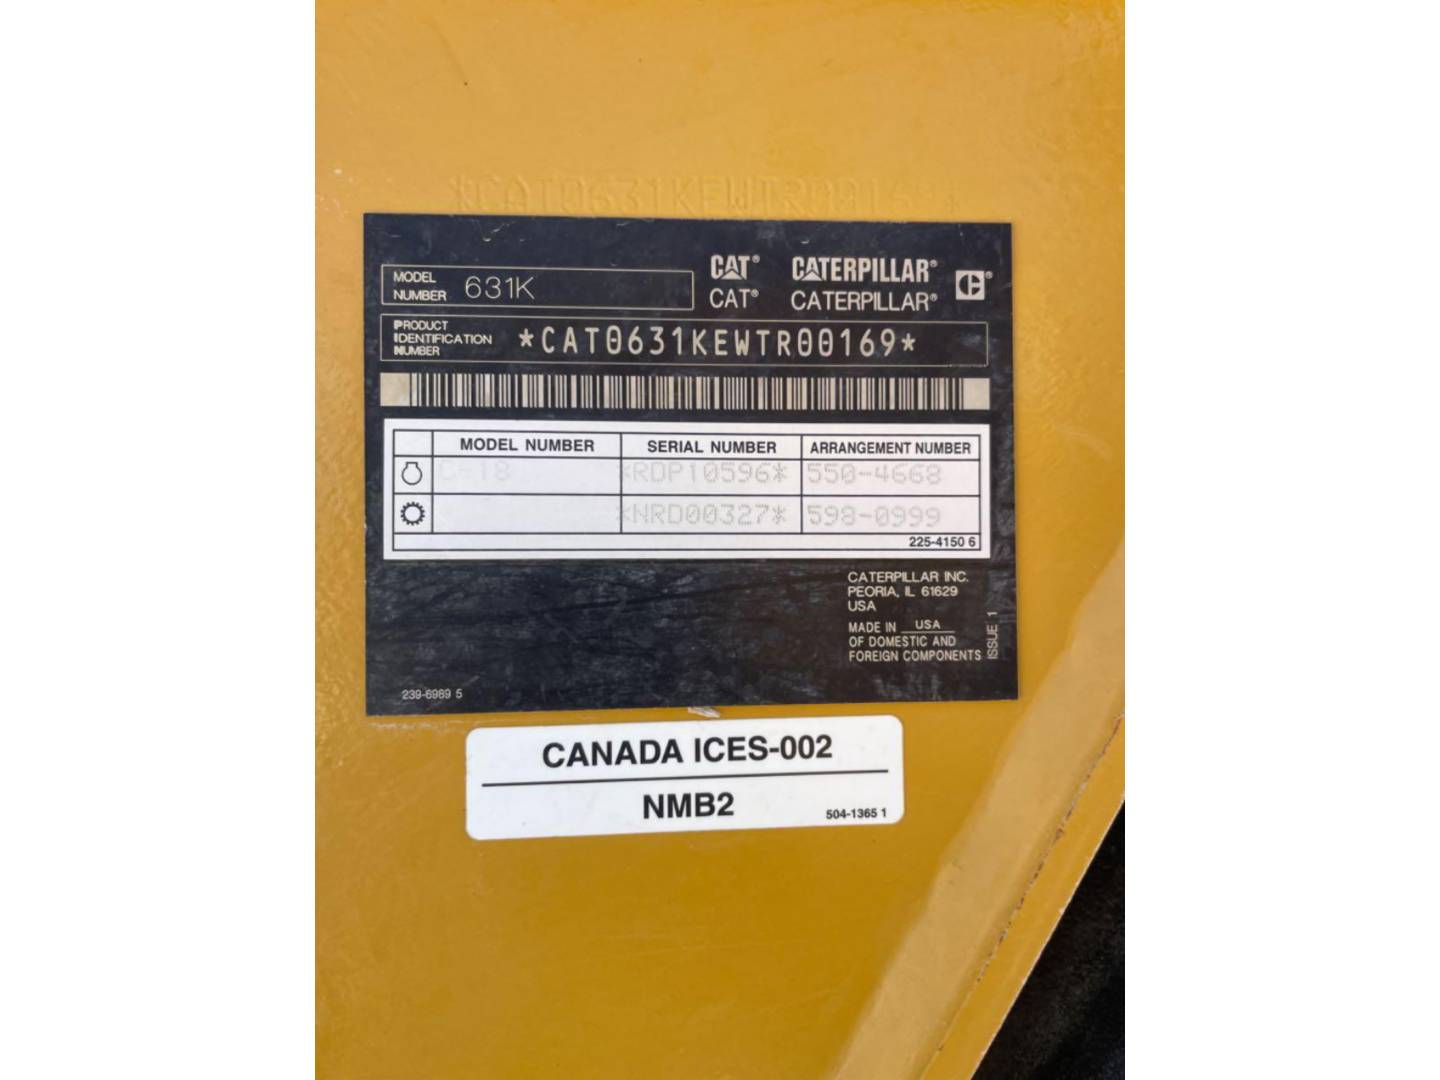 *CAT0631KEWTR00169*
MODEL NUMBER 631K
CAT® CATERPILLAR®
CAT® CATERPILLAR®
PRODUCT IDENTIFICATION NUMBER *CAT0631KEWTR00169*
MODEL NUMBER SERIAL NUMBER ARRANGEMENT NUMBER
C-18 *RDP10596* 550-4668
*NRD00327* 598-0999
225-4150 6
CATERPILLAR INC.
PEORIA, IL 61629
USA
MADE IN USA
OF DOMESTIC AND
FOREIGN COMPONENTS
ISSUE 1
239-6989 5
CANADA ICES-002
NMB2
504-1365 1